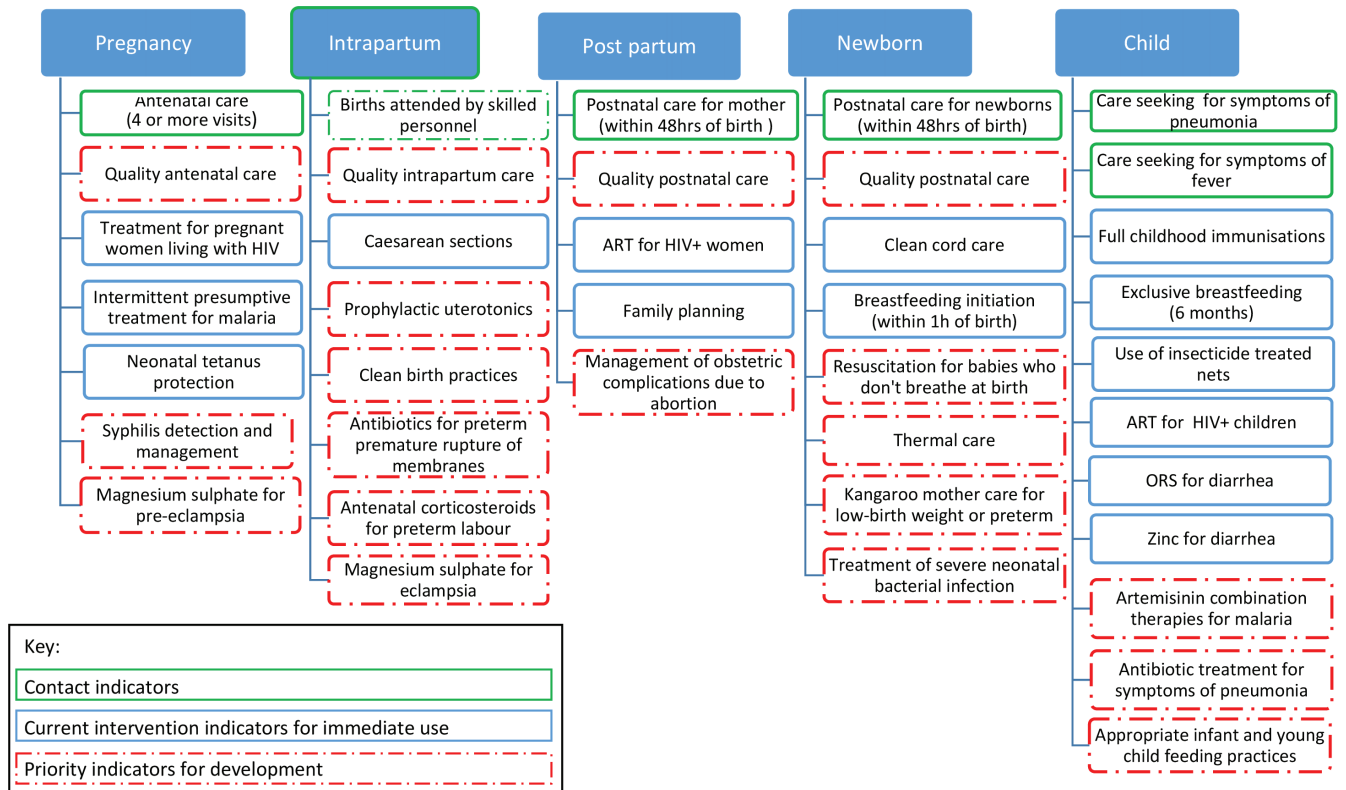 Pregnancy
Antenatal care
(4 or more visits)
Quality antenatal care
Treatment for pregnant
women living with HIV
Intermittent presumptive
treatment for malaria
Neonatal tetanus
protection
Syphilis detection and
management
Magnesium sulphate for
pre-eclampsia
Intrapartum
Births attended by skilled
personnel
Quality intrapartum care
Caesarean sections
Prophylactic uterotonics
Clean birth practices
Antibiotics for preterm
premature rupture of
membranes
Antenatal corticosteroids
for preterm labour
Magnesium sulphate for
eclampsia
Post partum
Postnatal care for mother
(within 48hrs of birth )
Quality postnatal care
ART for HIV+ women
Family planning
Management of obstetric
complications due to
abortion
Newborn
Postnatal care for newborns
(within 48hrs of birth)
Quality postnatal care
Clean cord care
Breastfeeding initiation
(within 1h of birth)
Resuscitation for babies who
don't breathe at birth
Thermal care
Kangaroo mother care for
low-birth weight or preterm
Treatment of severe neonatal
bacterial infection
Child
Care seeking for symptoms of
pneumonia
Care seeking for symptoms of
fever
Full childhood immunisations
Exclusive breastfeeding
(6 months)
Use of insecticide treated
nets
ART for HIV+ children
ORS for diarrhea
Zinc for diarrhea
Artemisinin combination
therapies for malaria
Antibiotic treatment for
symptoms of pneumonia
Appropriate infant and young
child feeding practices
Key:
Contact indicators
Current intervention indicators for immediate use
Priority indicators for development